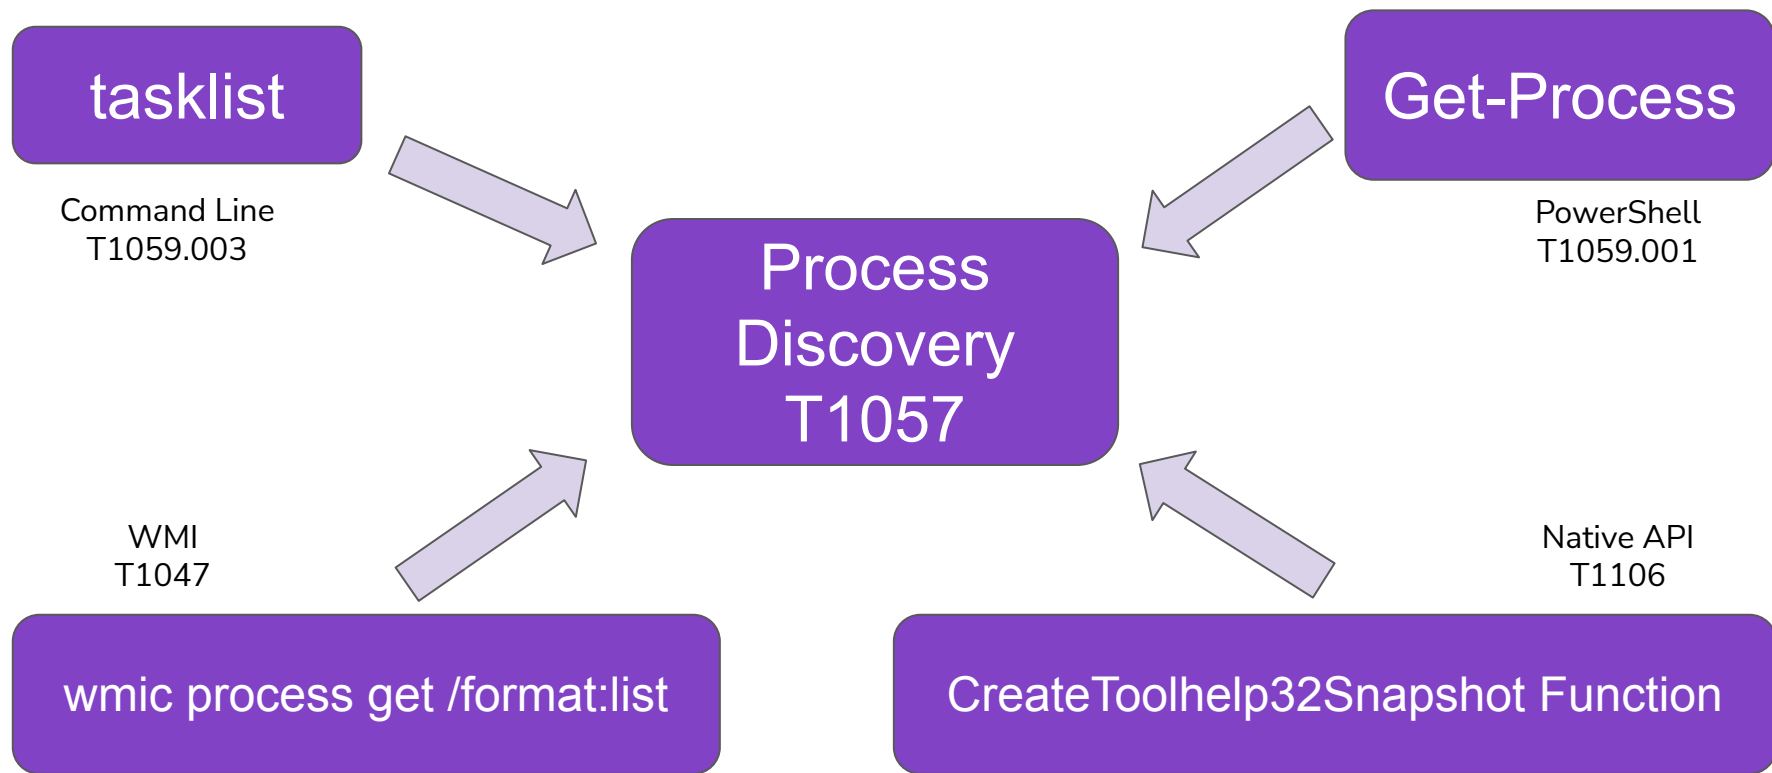 tasklist
Command Line
T1059.003
Get-Process
PowerShell
T1059.001
Process
Discovery
T1057
WMI
T1047
wmic process get /format:list
Native API
T1106
CreateToolhelp32Snapshot Function